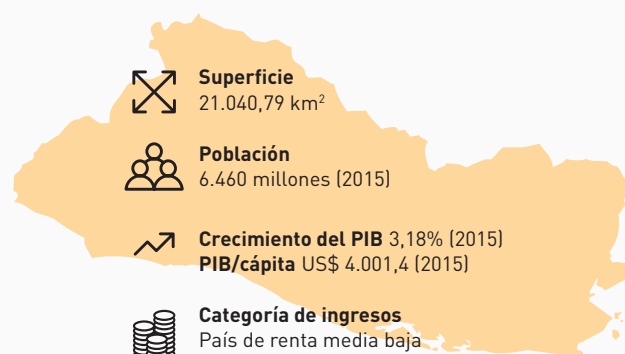 Superficie
21.040,79 km²
Población
6.460 millones (2015)
Crecimiento del PIB 3,18% (2015)
PIB/cápita US$ 4.001,4 (2015)
Categoría de ingresos
País de renta media baja